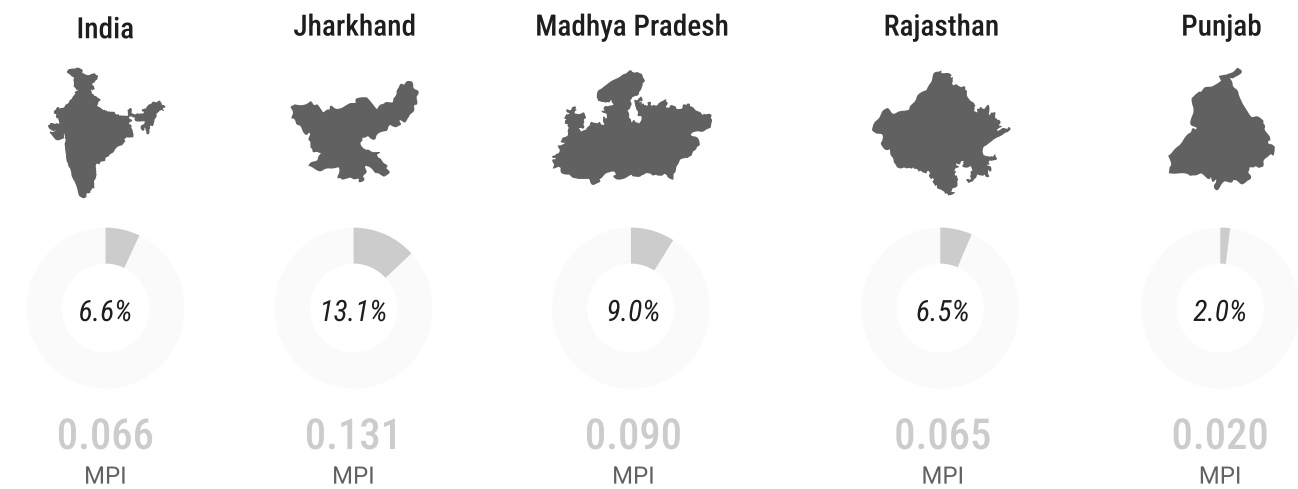 India
Jharkhand
Madhya Pradesh
Rajasthan
Punjab
6.6%
13.1%
9.0%
6.5%
2.0%
0.066
0.131
0.090
0.065
0.020
MPI
MPI
MPI
MPI
MPI